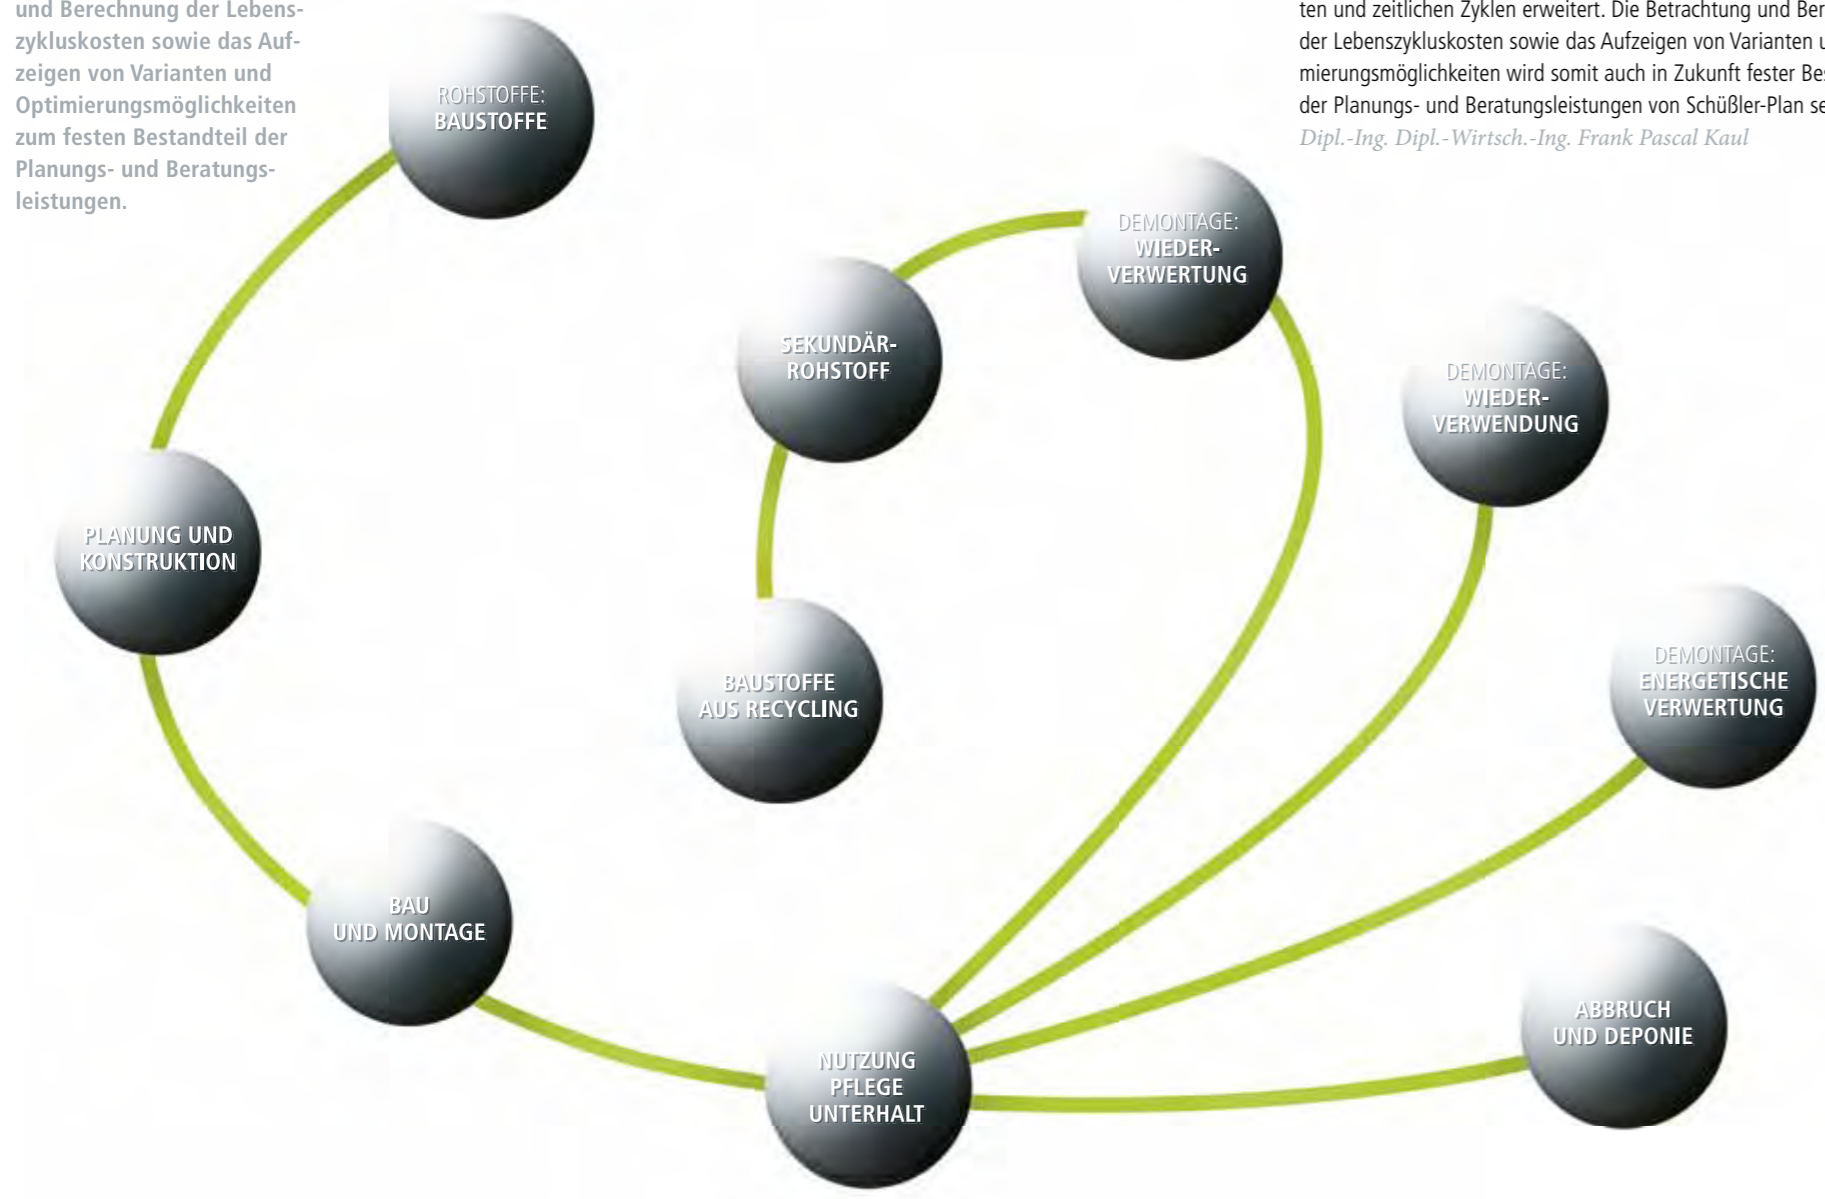 und Berechnung der Lebens-
zykluskosten sowie das Auf-
zeigen von Varianten und
Optimierungsmöglichkeiten
zum festen Bestandteil der
Planungs- und Beratungs-
leistungen.
ten und zeitlichen Zyklen erweitert. Die Betrachtung und Ber
der Lebenszykluskosten sowie das Aufzeigen von Varianten u
mierungsmöglichkeiten wird somit auch in Zukunft fester Bes
der Planungs- und Beratungsleistungen von Schüßler-Plan se
Dipl.-Ing. Dipl.-Wirtsch.-Ing. Frank Pascal Kaul
ROHSTOFFE:
BAUSTOFFE
DEMONTAGE:
WIEDER-
VERWERTUNG
SEKUNDÄR-
ROHSTOFF
DEMONTAGE:
WIEDER-
VERWENDUNG
PLANUNG UND
KONSTRUKTION
BAUSTOFFE
AUS RECYCLING
DEMONTAGE:
ENERGETISCHE
VERWERTUNG
BAU
UND MONTAGE
ABBRUCH
UND DEPONIE
NUTZUNG
PFLEGE
UNTERHALT